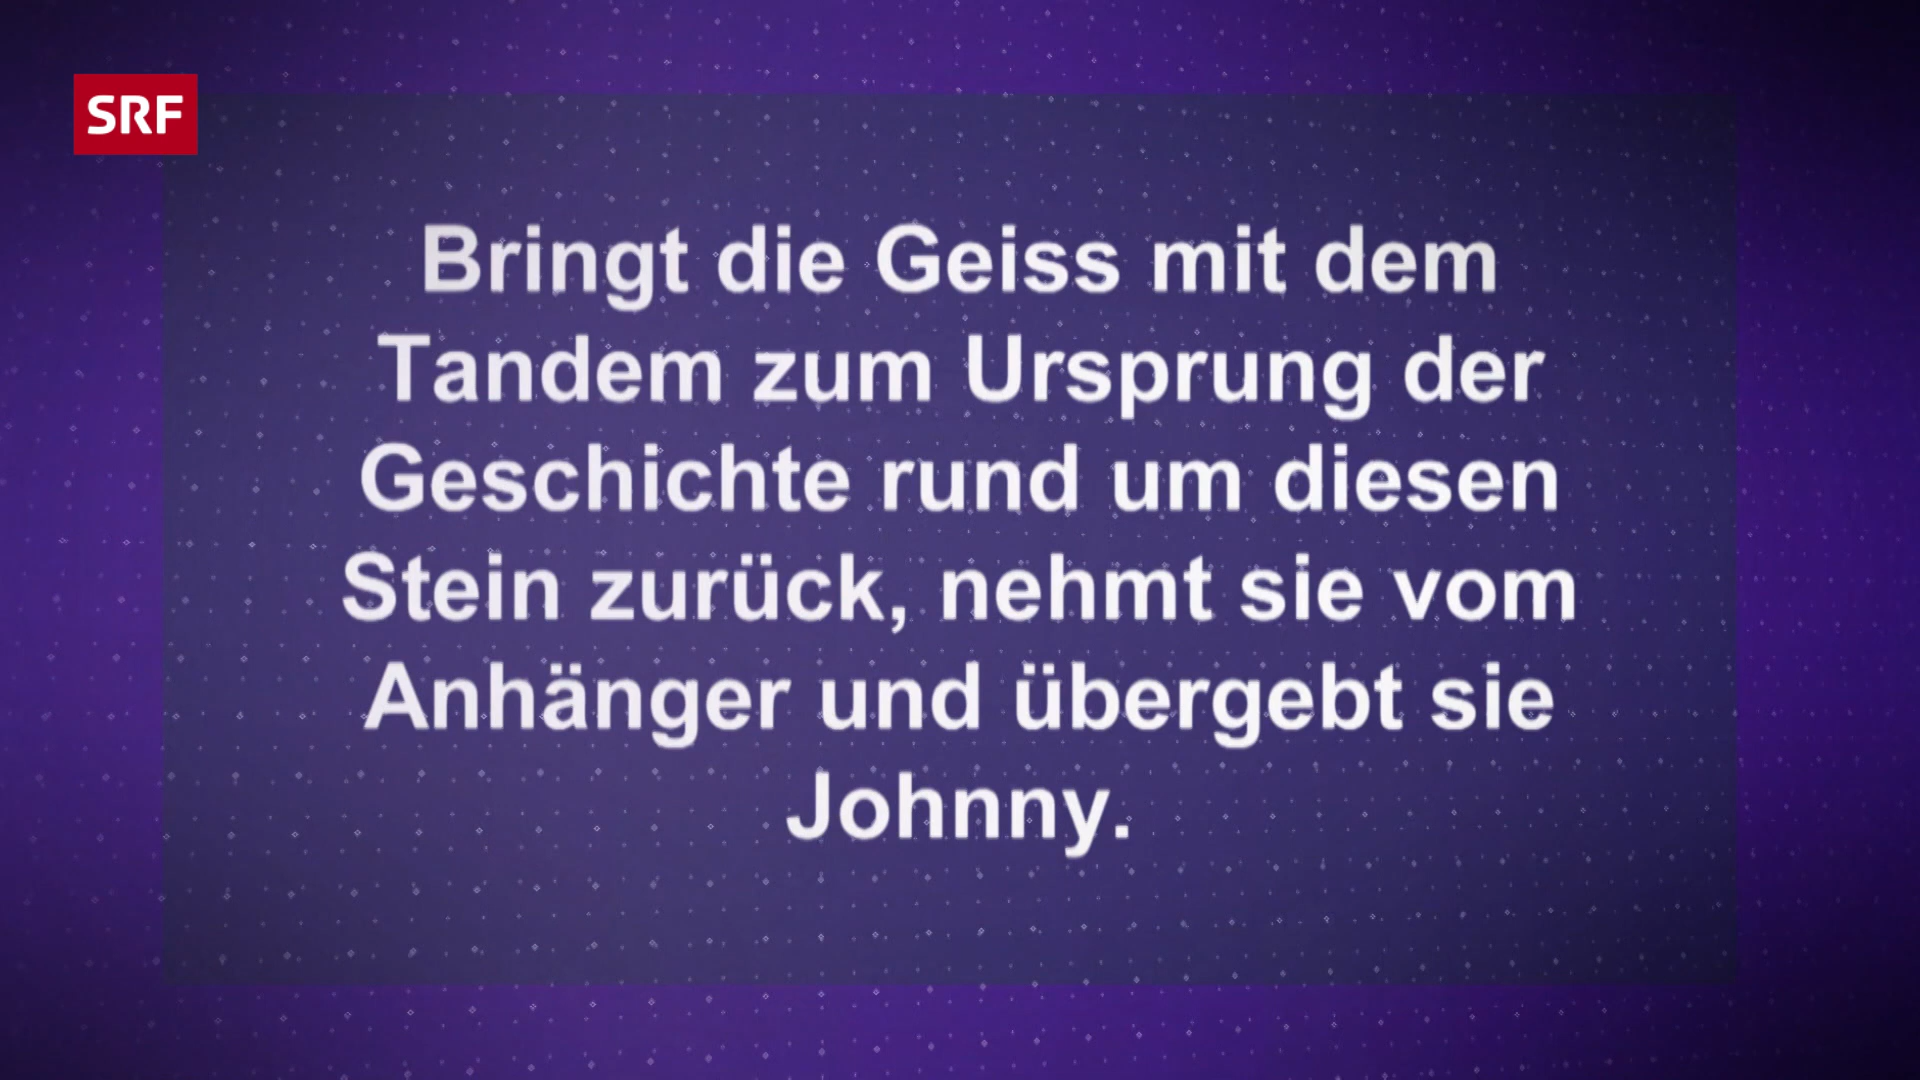 SRF
Bringt die Geiss mit dem
Tandem zum Ursprung der
Geschichte rund um diesen
Stein zurück, nehmt sie vom
Anhänger und übergebt sie
Johnny.